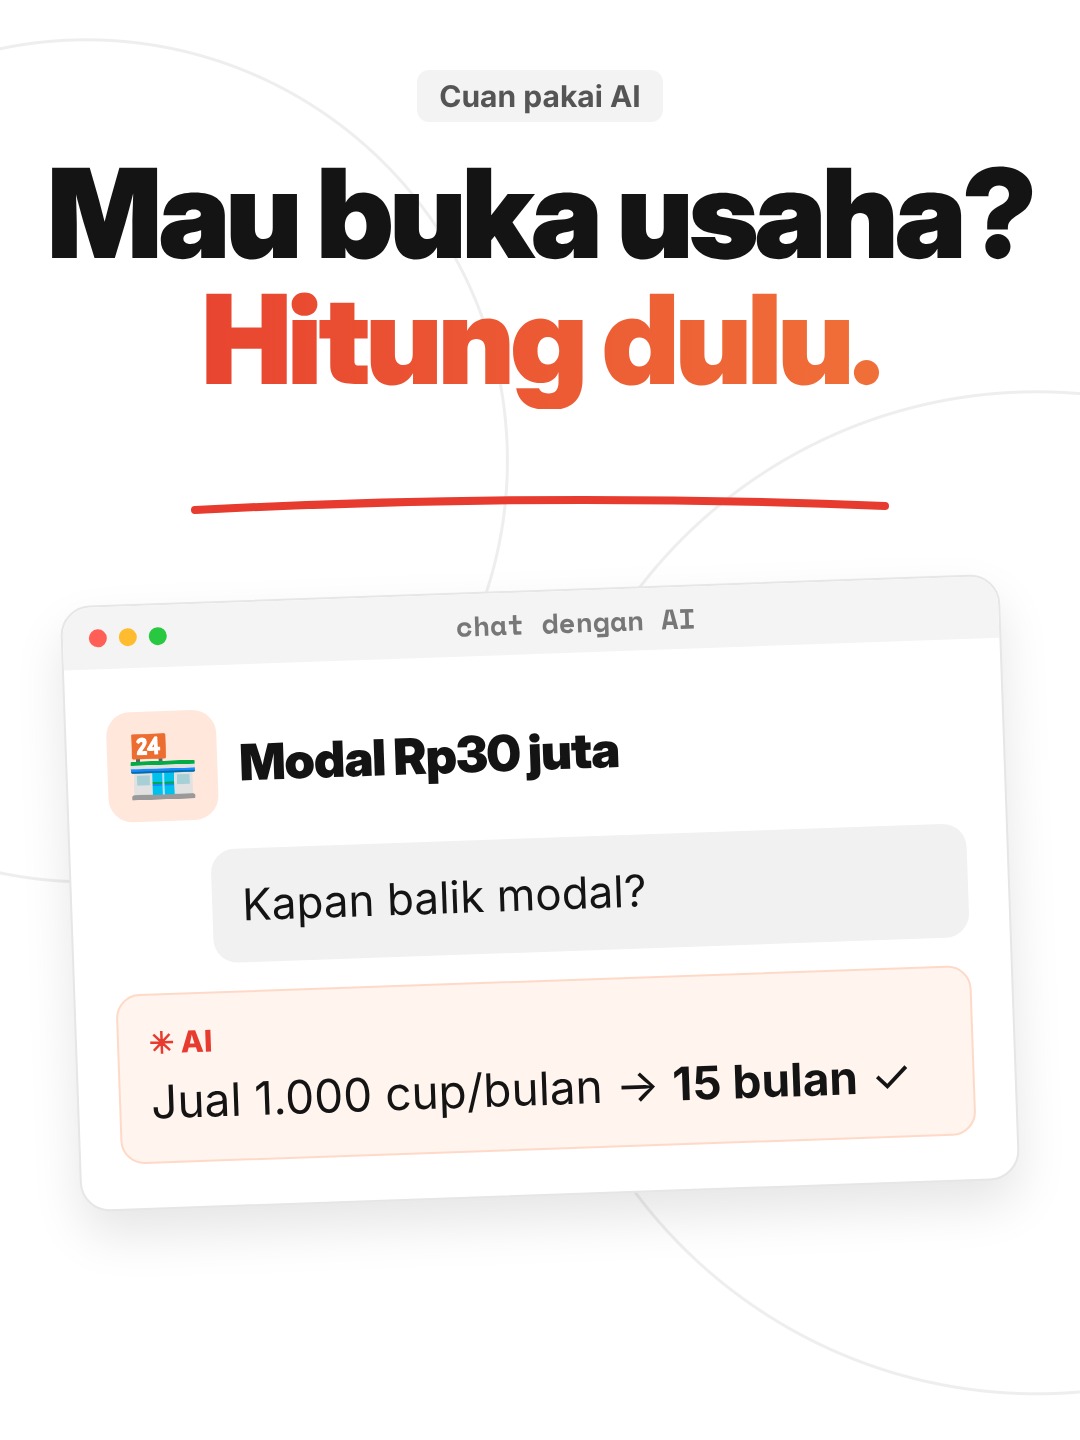 Cuan pakai AI
Mau buka usaha?
Hitung dulu.
chat dengan AI
24
Modal Rp30 juta
Kapan balik modal?
✳ AI
Jual 1.000 cup/bulan → 15 bulan ✓